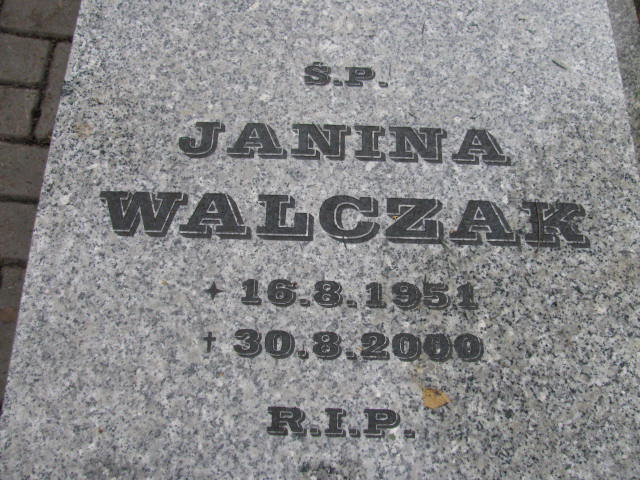 Ś.P.
JANINA
WALCZAK
✦ 16.8.1951
† 30.8.2000
R.I.P.